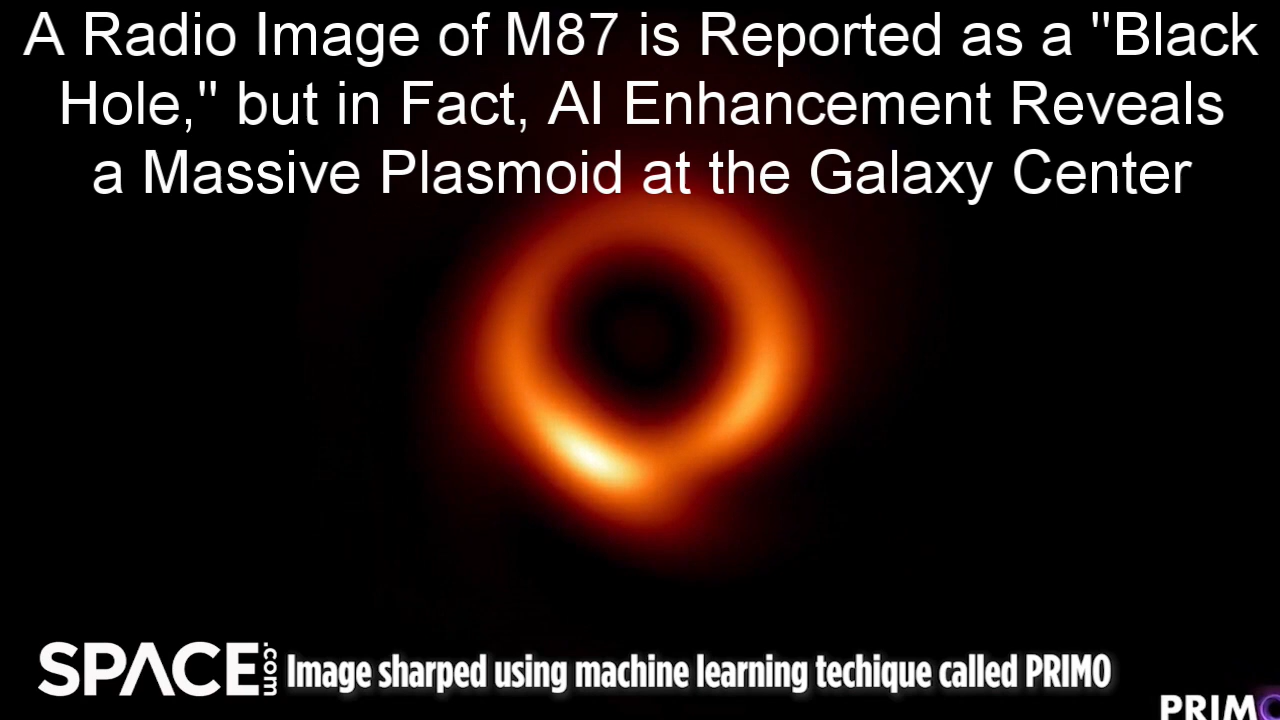 A Radio Image of M87 is Reported as a "Black
Hole," but in Fact, AI Enhancement Reveals
a Massive Plasmoid at the Galaxy Center
SPACE.com Image sharped using machine learning techique called PRIMO
PRIMO